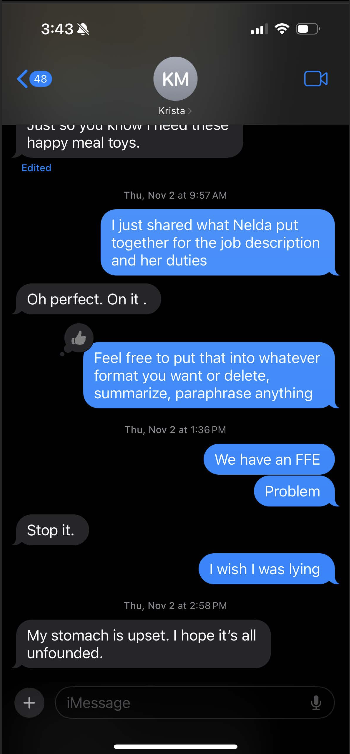 3:43
48
KM
Krista
Just so you know I need these
happy meal toys.
Edited
Thu, Nov 2 at 9:57 AM
I just shared what Nelda put
together for the job description
and her duties
Oh perfect. On it .
Feel free to put that into whatever
format you want or delete,
summarize, paraphrase anything
Thu, Nov 2 at 1:36 PM
We have an FFE
Problem
Stop it.
I wish I was lying
Thu, Nov 2 at 2:58 PM
My stomach is upset. I hope it's all
unfounded.
iMessage